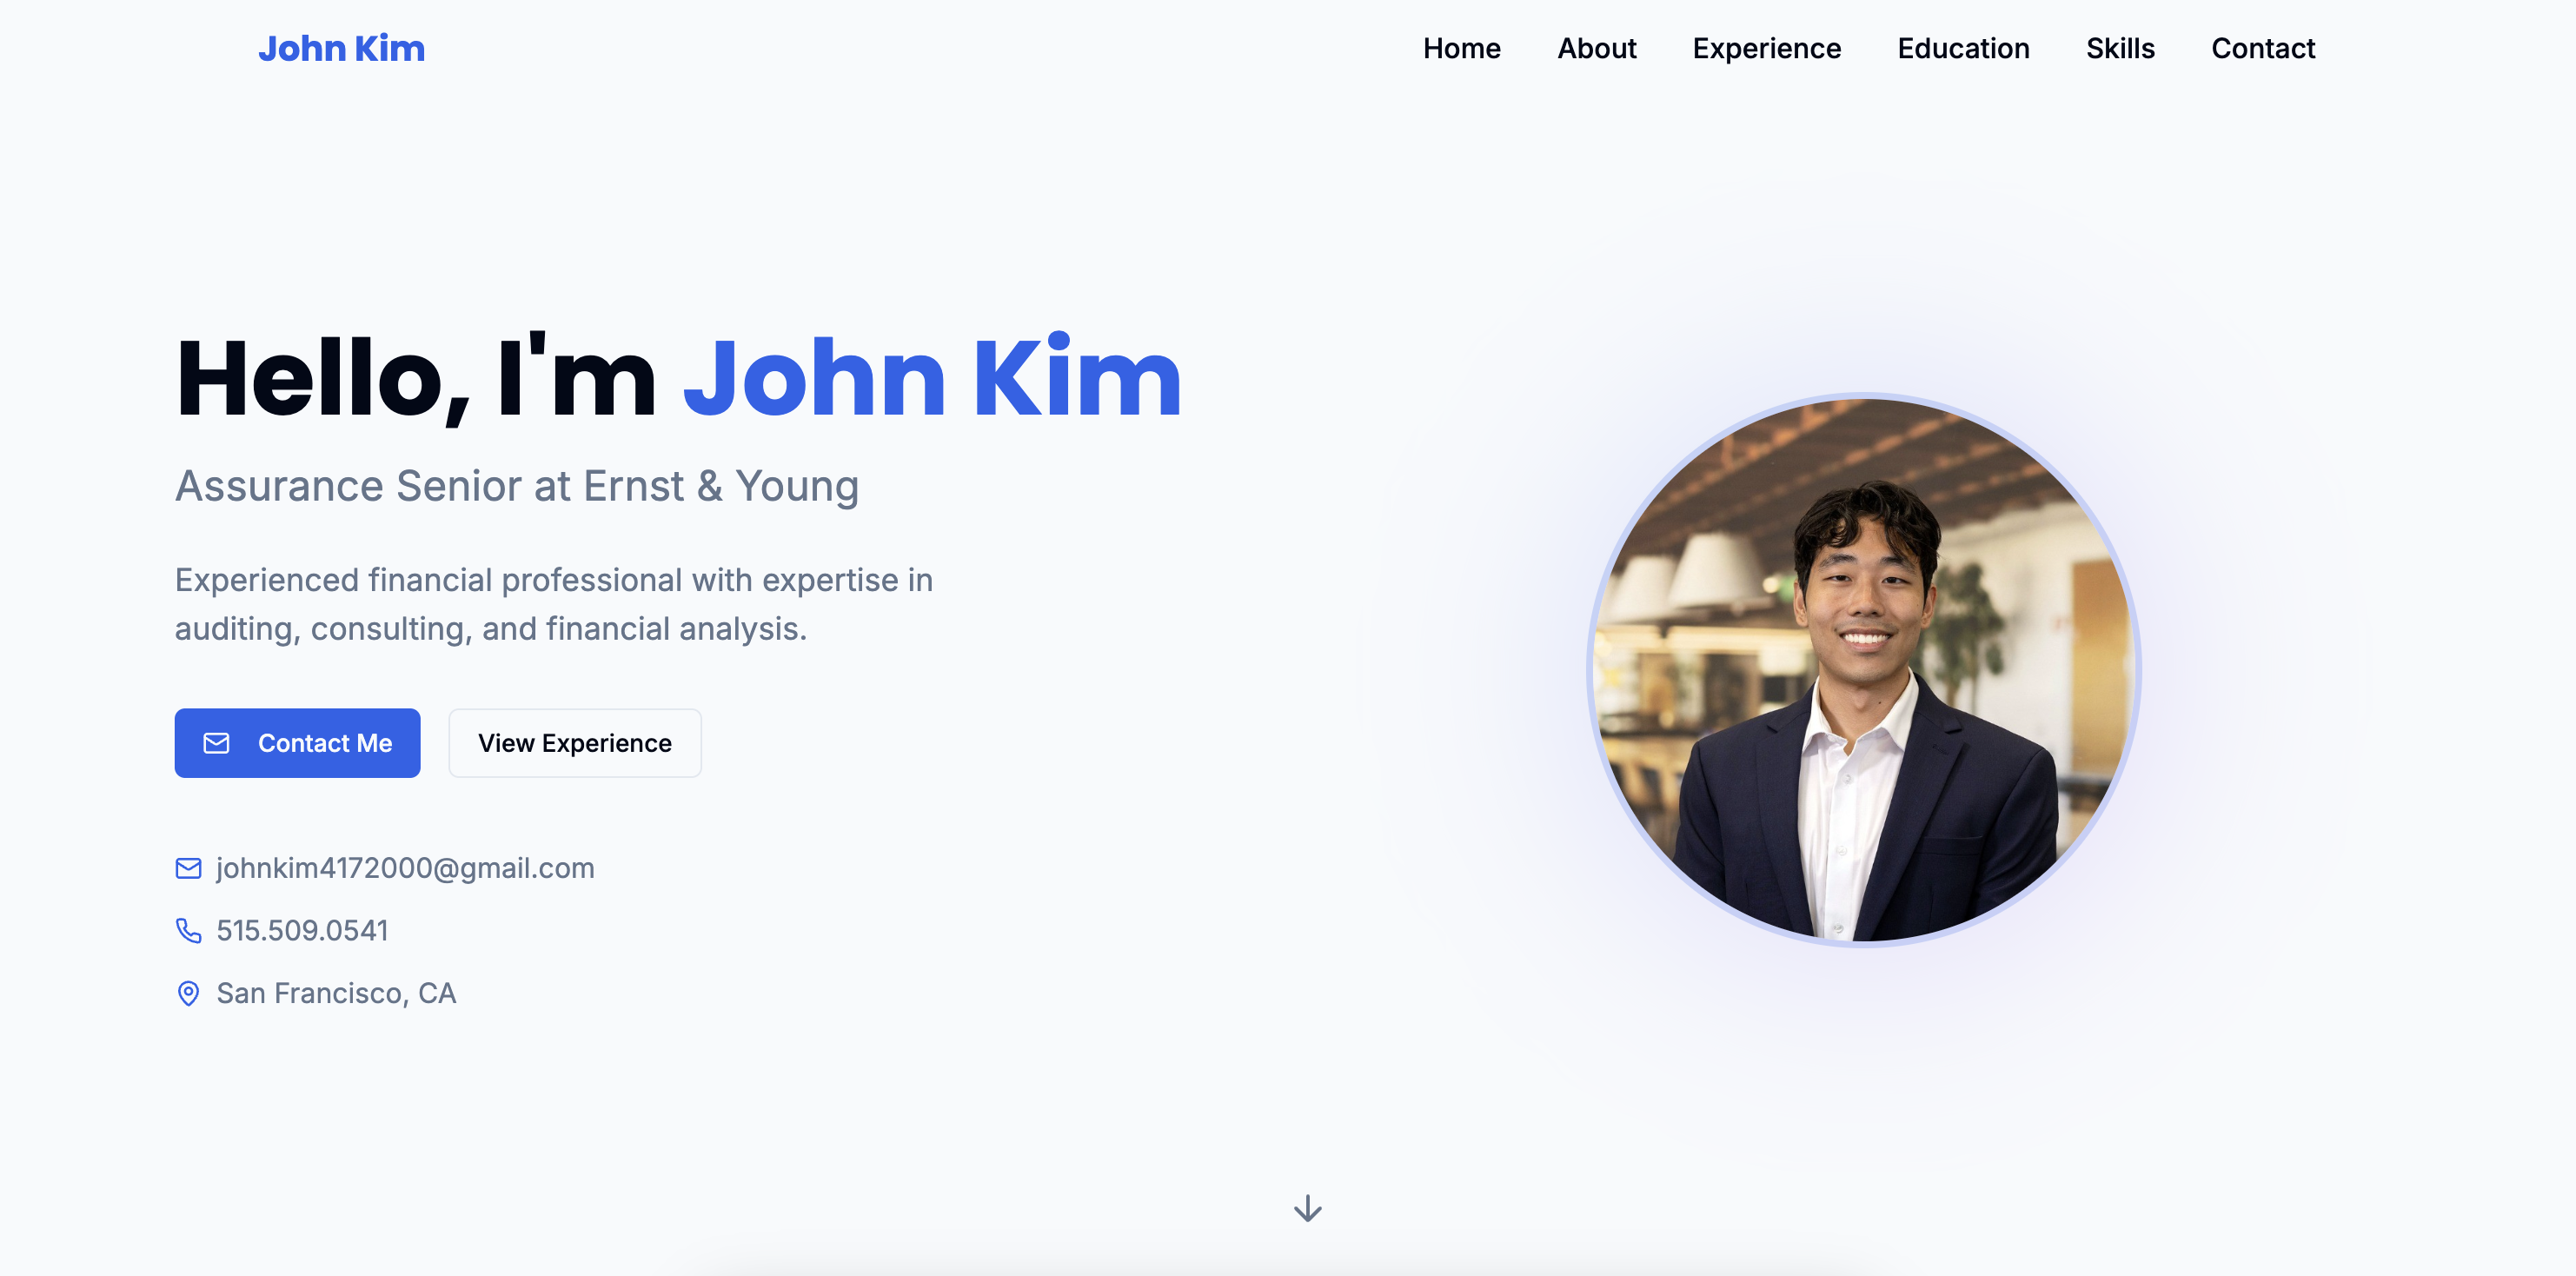 John Kim
Home About Experience Education Skills Contact
Hello, I'm John Kim
Assurance Senior at Ernst & Young
Experienced financial professional with expertise in
auditing, consulting, and financial analysis.
Contact Me
View Experience
johnkim4172000@gmail.com
515.509.0541
San Francisco, CA